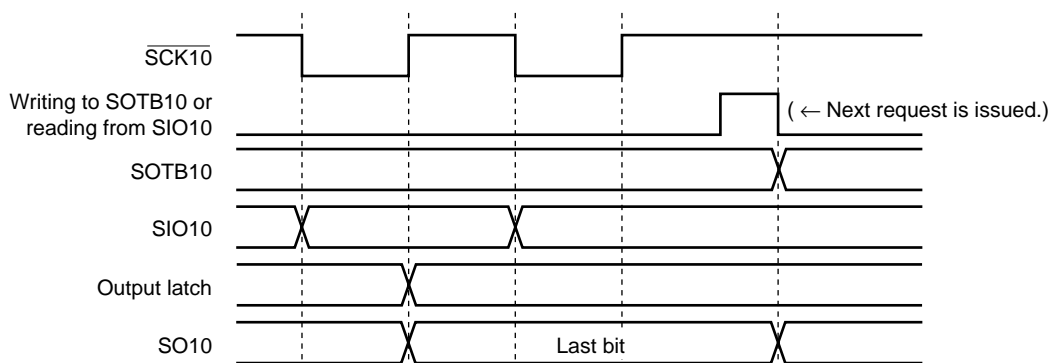 SCK10
Writing to SOTB10 or
reading from SIO10
( ← Next request is issued.)
SOTB10
SIO10
Output latch
SO10
Last bit